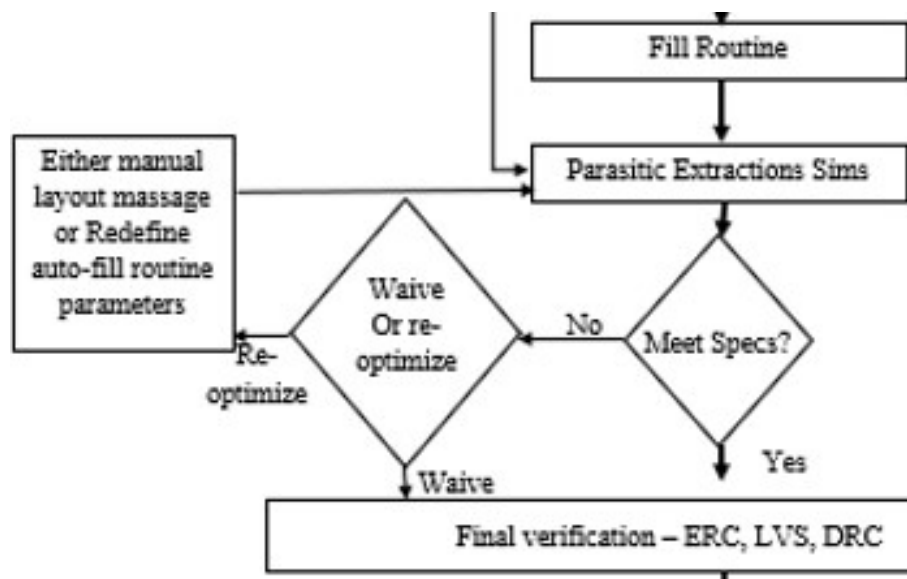 Fill Routine
Parasitic Extractions Sims
Either manual
layout massage
or Redefine
auto-fill routine
parameters
Waive
Or re-
optimize
No
Meet Specs?
Re-
optimize
Yes
Waive
Final verification – ERC, LVS, DRC